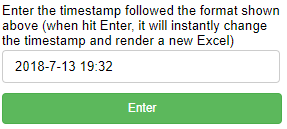 Enter the timestamp followed the format shown
above (when hit Enter, it will instantly change
the timestamp and render a new Excel)
2018-7-13 19:32
Enter